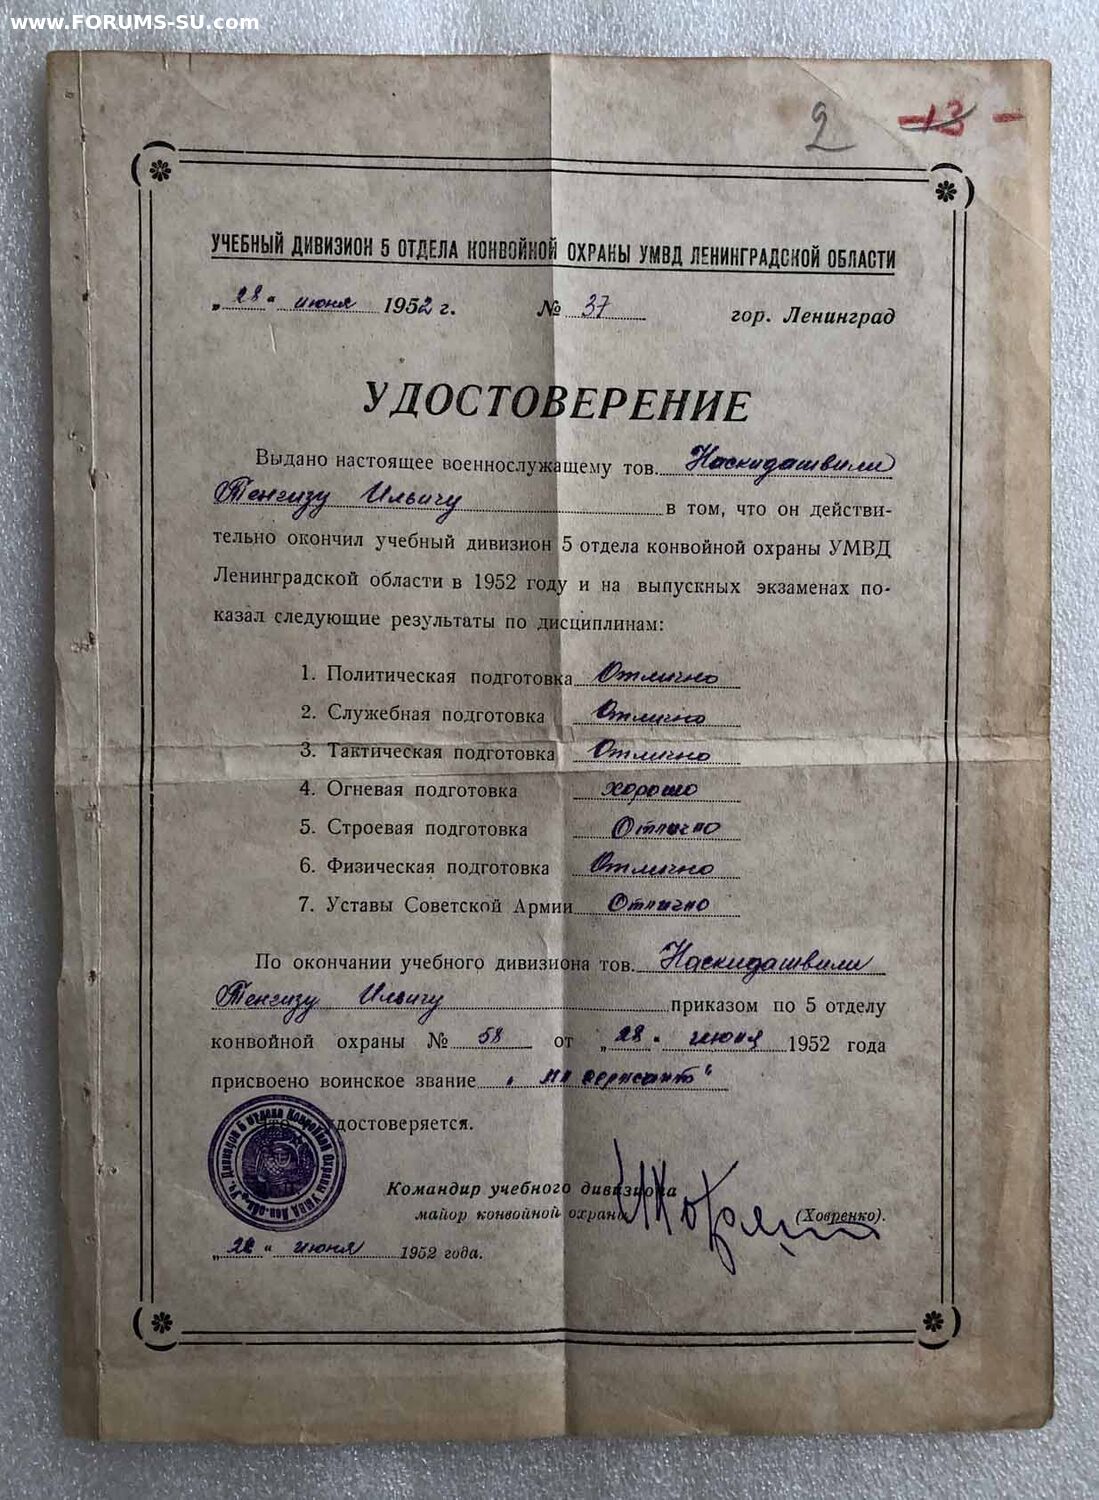 www.FORUMS-SU.com
2 -13-
УЧЕБНЫЙ ДИВИЗИОН 5 ОТДЕЛА КОНВОЙНОЙ ОХРАНЫ УМВД ЛЕНИНГРАДСКОЙ ОБЛАСТИ
„28“ июня 1952 г. № 37 гор. Ленинград
УДОСТОВЕРЕНИЕ
Выдано настоящее военнослужащему тов. Наскидашвили
Тенгизу Ильичу в том, что он действи-
тельно окончил учебный дивизион 5 отдела конвойной охраны УМВД
Ленинградской области в 1952 году и на выпускных экзаменах по-
казал следующие результаты по дисциплинам:
1. Политическая подготовка Отлично
2. Служебная подготовка Отлично
3. Тактическая подготовка Отлично
4. Огневая подготовка хорошо
5. Строевая подготовка Отлично
6. Физическая подготовка Отлично
7. Уставы Советской Армии Отлично
По окончании учебного дивизиона тов. Наскидашвили
Тенгизу Ильичу приказом по 5 отделу
конвойной охраны № 58 от „28“ июня 1952 года
присвоено воинское звание „мл сержант“
Что удостоверяется.
Командир учебного дивизиона
майор конвойной охраны (Ховренко).
„28“ июня 1952 года.